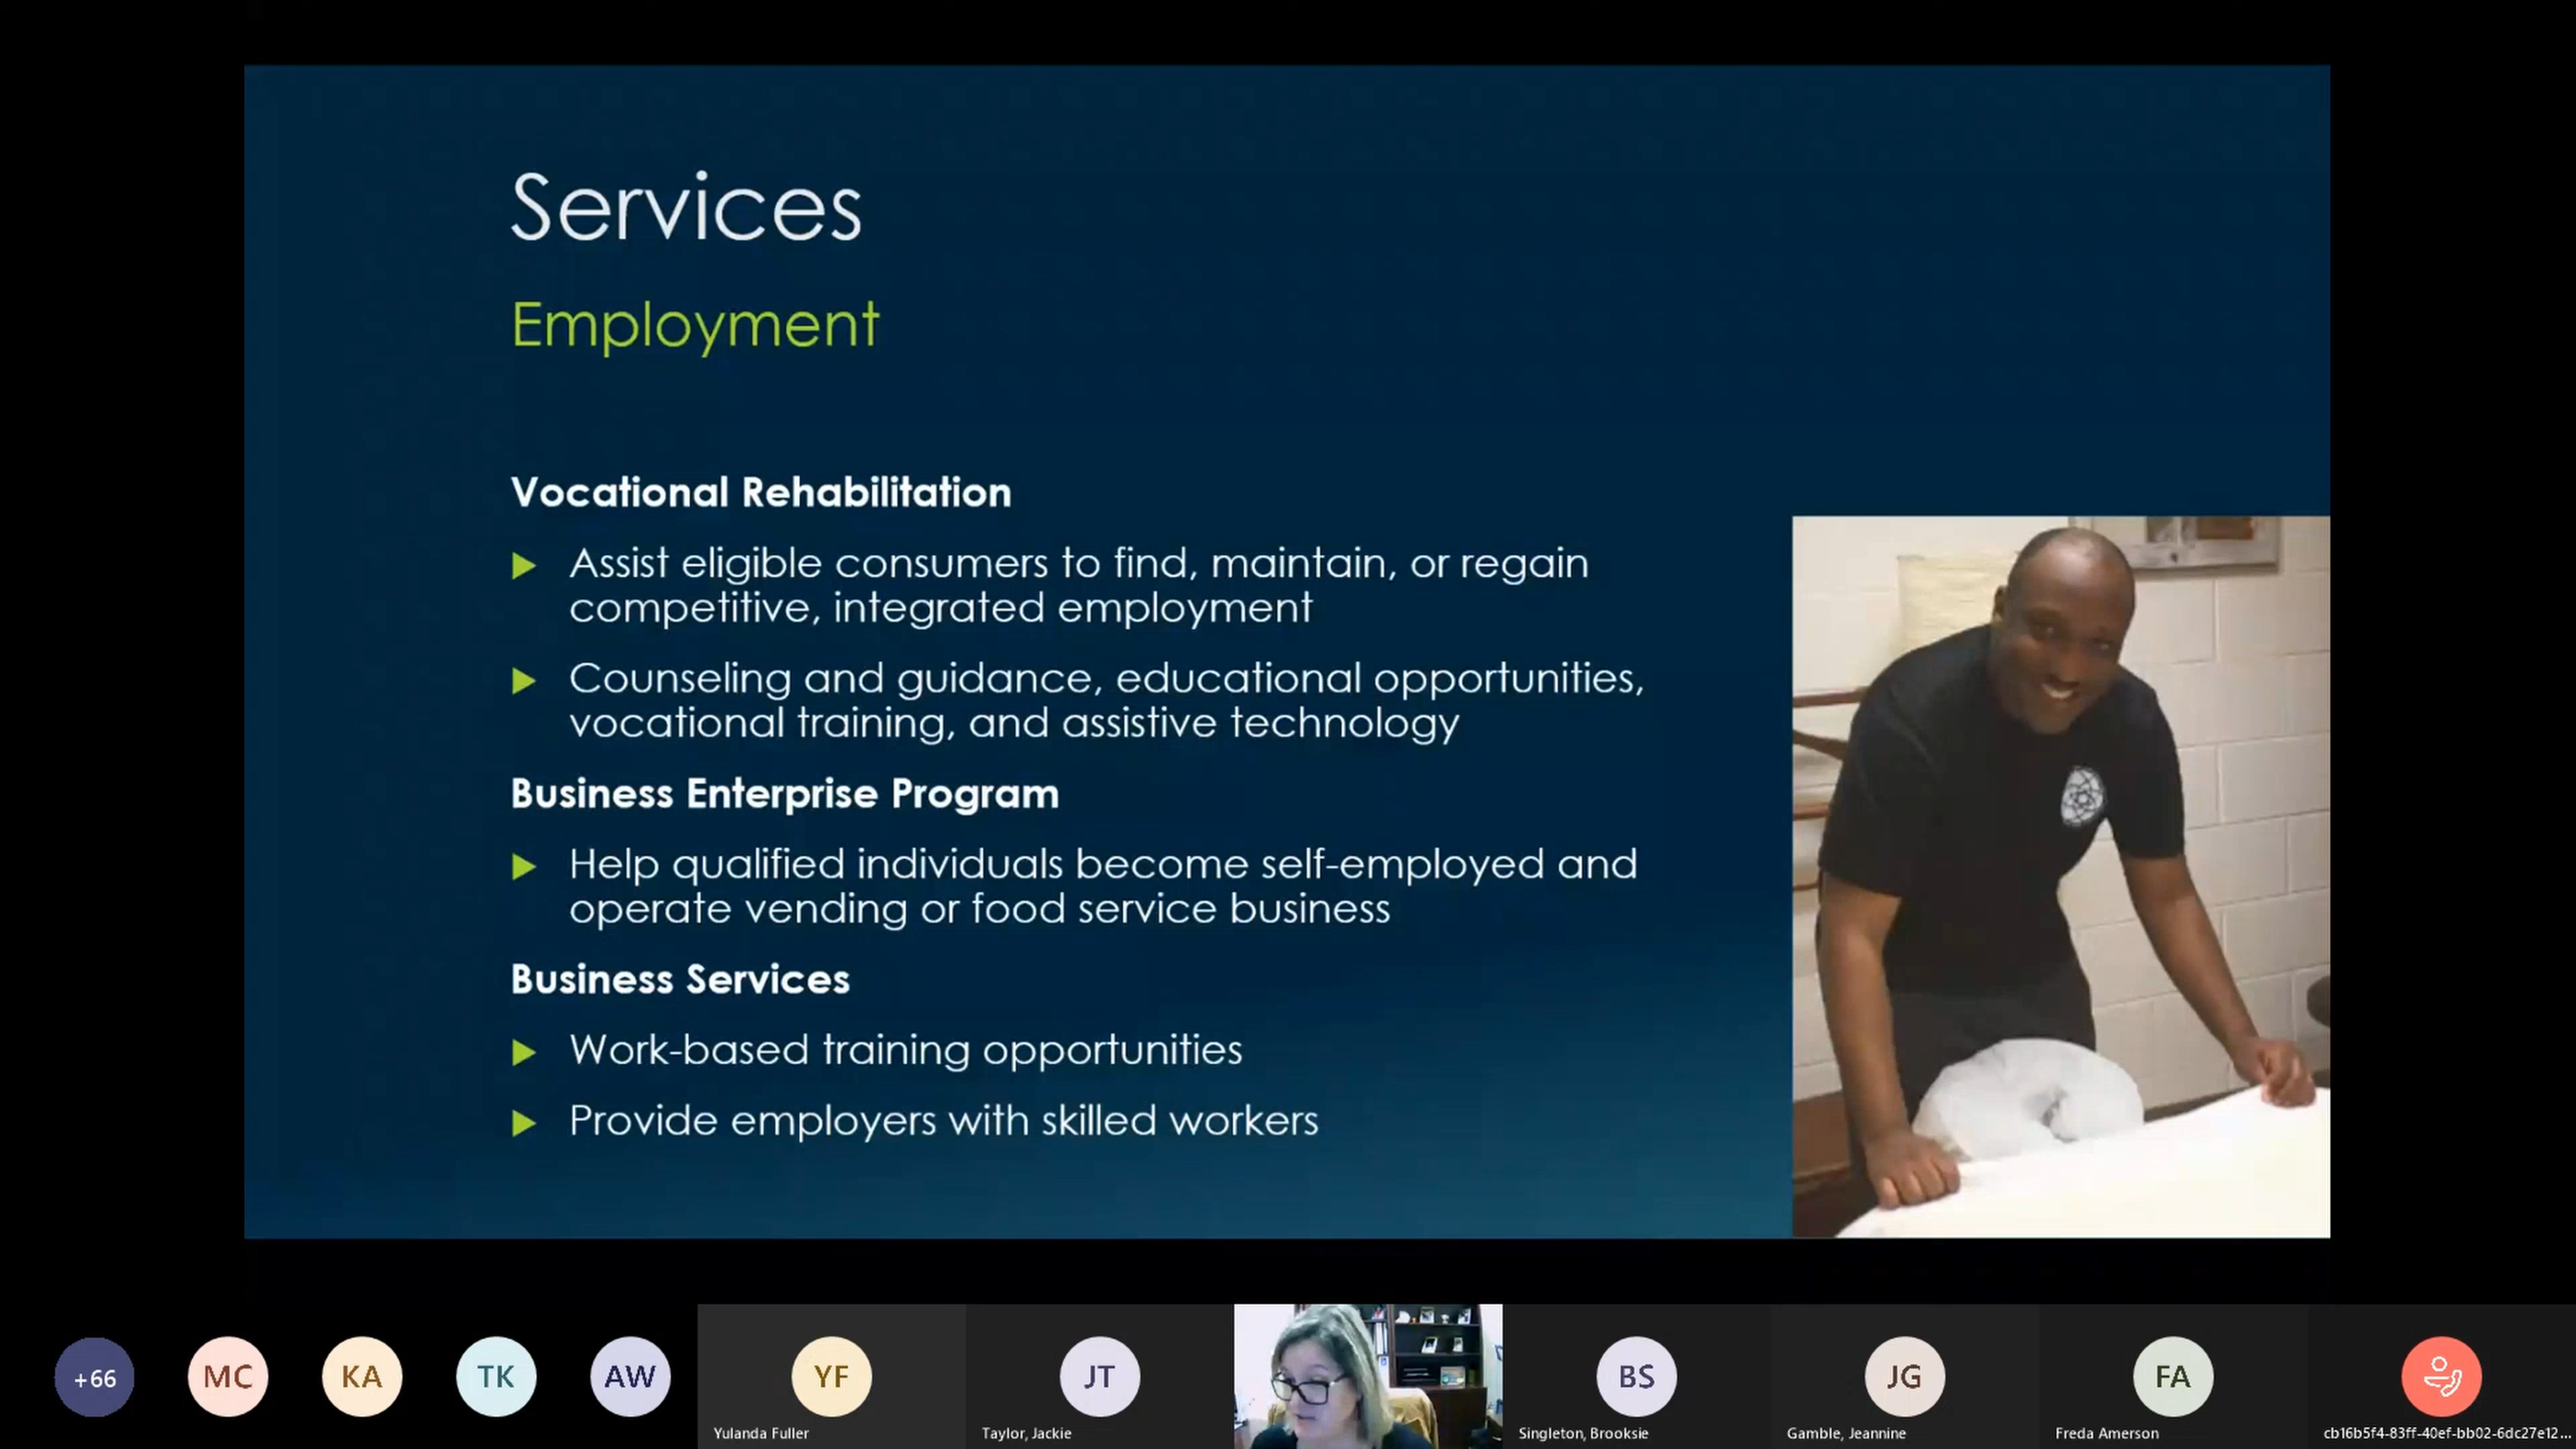 Services
Employment
Vocational Rehabilitation
Assist eligible consumers to find, maintain, or regain
competitive, integrated employment
Counseling and guidance, educational opportunities,
vocational training, and assistive technology
Business Enterprise Program
Help qualified individuals become self-employed and
operate vending or food service business
Business Services
Work-based training opportunities
Provide employers with skilled workers
+66
MC
KA
TK
AW
YF
JT
BS
JG
FA
Yulanda Fuller
Taylor, Jackie
Singleton, Brooksie
Gamble, Jeannine
Freda Amerson
cb16b5f4-83ff-40ef-bb02-6dc27e12...